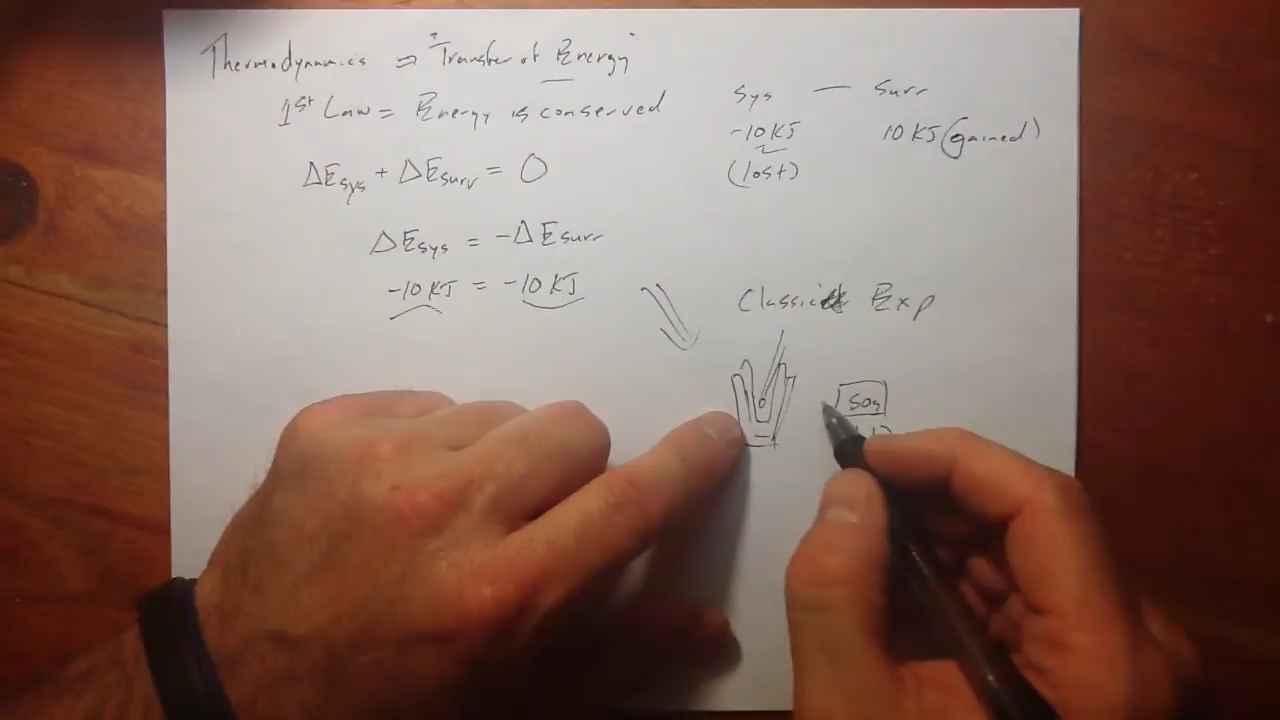 Thermodynamics => "Transfer of Energy"
1st Law = Energy is conserved
ΔEsys + ΔEsurr = 0
ΔEsys = -ΔEsurr
-10 KJ = -10 KJ
sys — surr
-10 KJ 10 KJ (gained)
(lost)
Classic Exp
50g